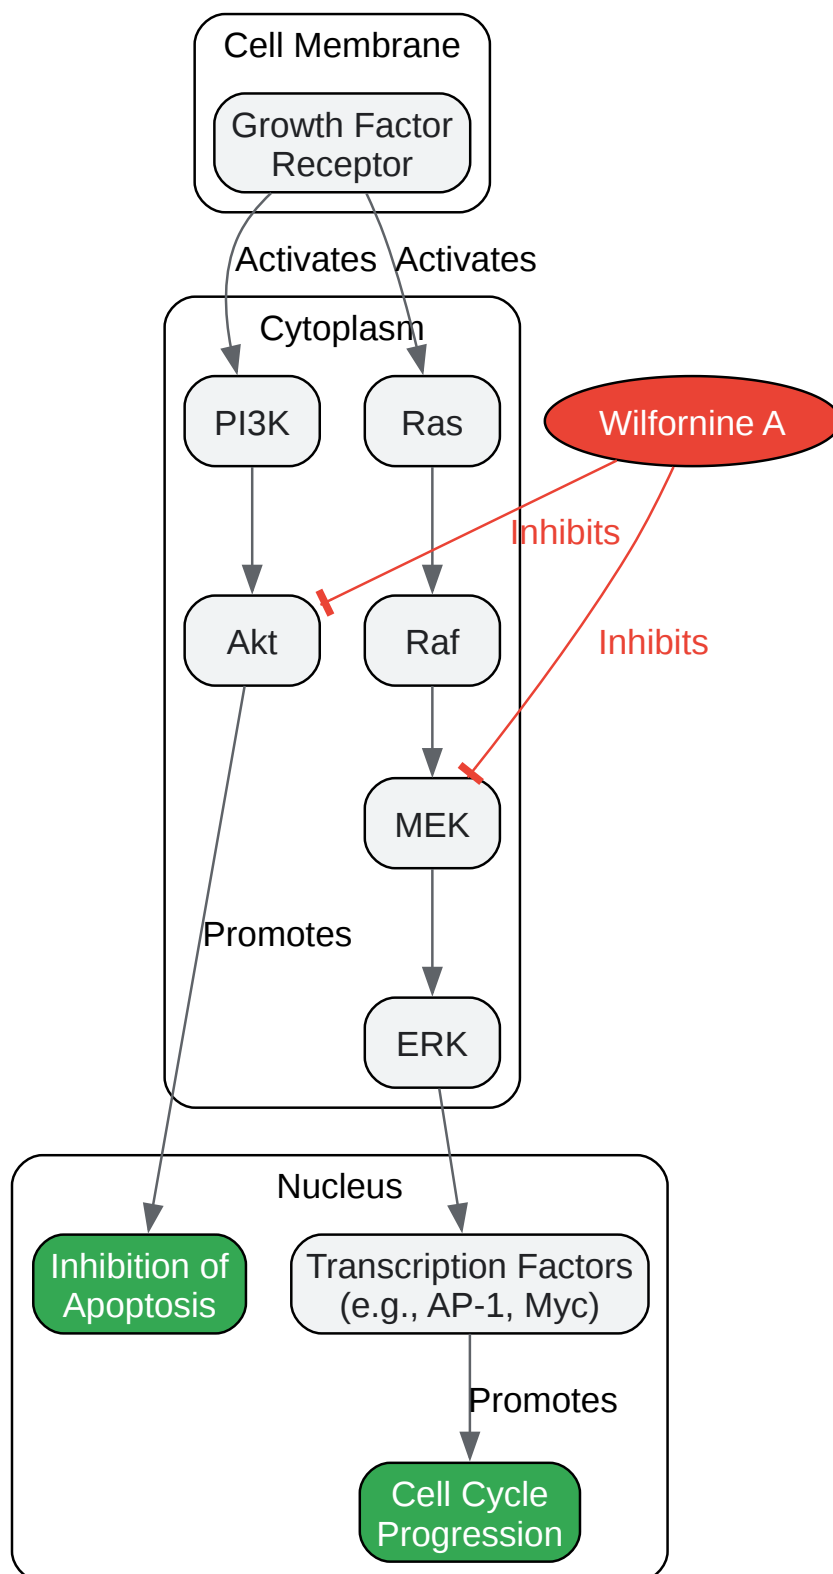 Cell Membrane
Growth Factor
Receptor
Activates
Activates
Cytoplasm
PI3K
Ras
Wilfornine A
Inhibits
Akt
Raf
Inhibits
MEK
Promotes
ERK
Nucleus
Inhibition of
Apoptosis
Transcription Factors
(e.g., AP-1, Myc)
Promotes
Cell Cycle
Progression